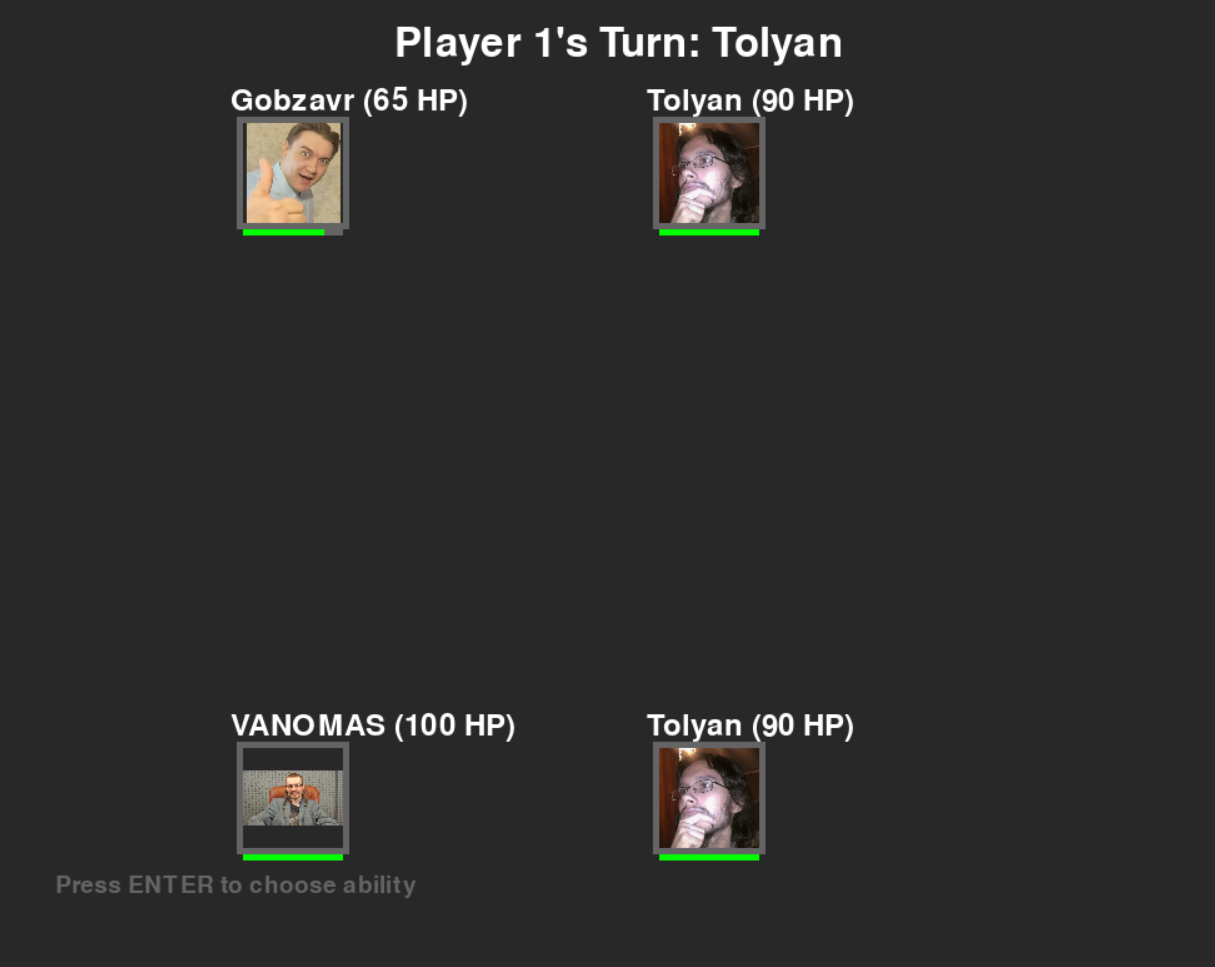 Player 1's Turn: Tolyan
Gobzavr (65 HP)
Tolyan (90 HP)
VANOMAS (100 HP)
Tolyan (90 HP)
Press ENTER to choose ability